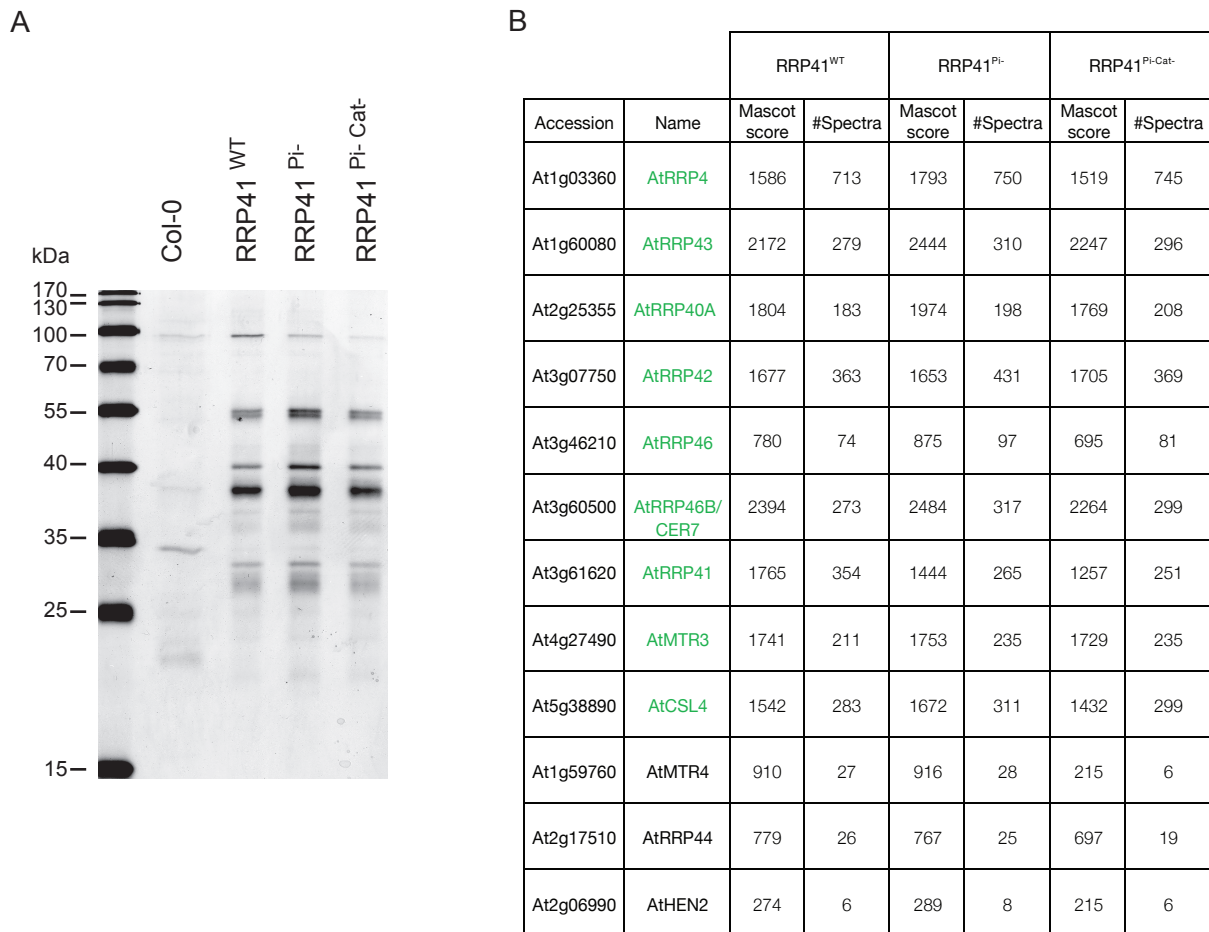 A
Col-0
RRP41 WT
RRP41 Pi-
RRP41 Pi- Cat-
kDa
170
130
100
70
55
40
35
25
15
B
RRP41WT RRP41Pi- RRP41Pi-Cat-
Accession Name Mascot score #Spectra Mascot score #Spectra Mascot score #Spectra
At1g03360 AtRRP4 1586 713 1793 750 1519 745
At1g60080 AtRRP43 2172 279 2444 310 2247 296
At2g25355 AtRRP40A 1804 183 1974 198 1769 208
At3g07750 AtRRP42 1677 363 1653 431 1705 369
At3g46210 AtRRP46 780 74 875 97 695 81
At3g60500 AtRRP46B/ CER7 2394 273 2484 317 2264 299
At3g61620 AtRRP41 1765 354 1444 265 1257 251
At4g27490 AtMTR3 1741 211 1753 235 1729 235
At5g38890 AtCSL4 1542 283 1672 311 1432 299
At1g59760 AtMTR4 910 27 916 28 215 6
At2g17510 AtRRP44 779 26 767 25 697 19
At2g06990 AtHEN2 274 6 289 8 215 6